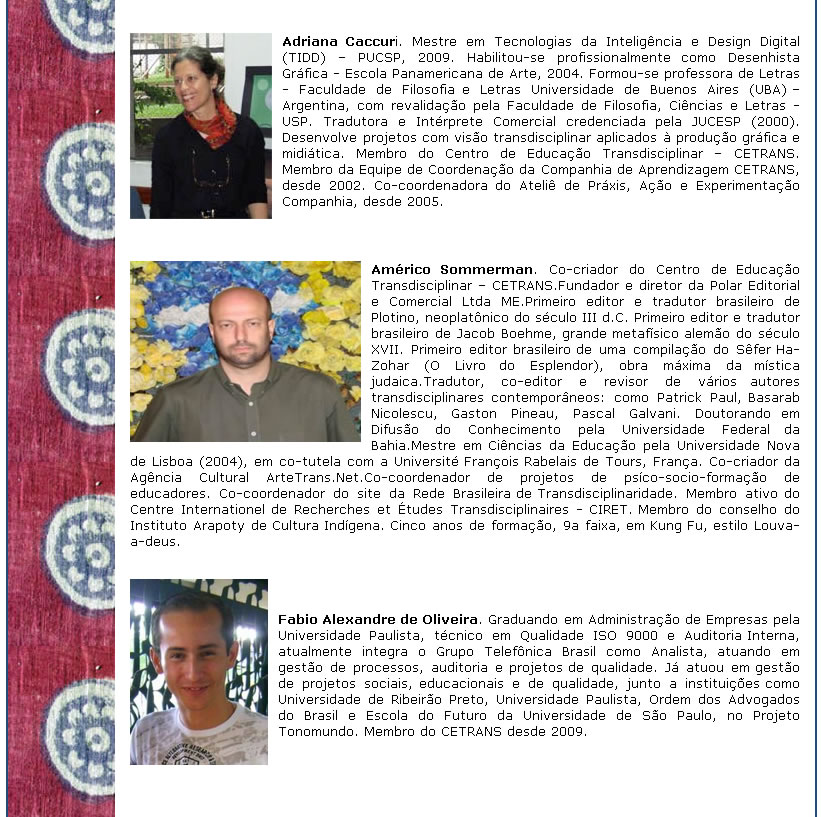 Adriana Caccuri. Mestre em Tecnologias da Inteligência e Design Digital
(TIDD) – PUCSP, 2009. Habilitou-se profissionalmente como Desenhista
Gráfica - Escola Panamericana de Arte, 2004. Formou-se professora de Letras
- Faculdade de Filosofia e Letras Universidade de Buenos Aires (UBA) –
Argentina, com revalidação pela Faculdade de Filosofia, Ciências e Letras -
USP. Tradutora e Intérprete Comercial credenciada pela JUCESP (2000).
Desenvolve projetos com visão transdisciplinar aplicados à produção gráfica e
midiática. Membro do Centro de Educação Transdisciplinar – CETRANS.
Membro da Equipe de Coordenação da Companhia de Aprendizagem CETRANS,
desde 2002. Co-coordenadora do Ateliê de Práxis, Ação e Experimentação
Companhia, desde 2005.
Américo Sommerman. Co-criador do Centro de Educação
Transdisciplinar – CETRANS.Fundador e diretor da Polar Editorial
e Comercial Ltda ME.Primeiro editor e tradutor brasileiro de
Plotino, neoplatônico do século III d.C. Primeiro editor e tradutor
brasileiro de Jacob Boehme, grande metafísico alemão do século
XVII. Primeiro editor brasileiro de uma compilação do Sêfer Ha-
Zohar (O Livro do Esplendor), obra máxima da mística
judaica.Tradutor, co-editor e revisor de vários autores
transdisciplinares contemporâneos: como Patrick Paul, Basarab
Nicolescu, Gaston Pineau, Pascal Galvani. Doutorando em
Difusão do Conhecimento pela Universidade Federal da
Bahia.Mestre em Ciências da Educação pela Universidade Nova
de Lisboa (2004), em co-tutela com a Université François Rabelais de Tours, França. Co-criador da
Agência Cultural ArteTrans.Net.Co-coordenador de projetos de psíco-socio-formação de
educadores. Co-coordenador do site da Rede Brasileira de Transdisciplinaridade. Membro ativo do
Centre Internationel de Recherches et Études Transdisciplinaires - CIRET. Membro do conselho do
Instituto Arapoty de Cultura Indígena. Cinco anos de formação, 9a faixa, em Kung Fu, estilo Louva-
a-deus.
Fabio Alexandre de Oliveira. Graduando em Administração de Empresas pela
Universidade Paulista, técnico em Qualidade ISO 9000 e Auditoria Interna,
atualmente integra o Grupo Telefônica Brasil como Analista, atuando em
gestão de processos, auditoria e projetos de qualidade. Já atuou em gestão
de projetos sociais, educacionais e de qualidade, junto a instituições como
Universidade de Ribeirão Preto, Universidade Paulista, Ordem dos Advogados
do Brasil e Escola do Futuro da Universidade de São Paulo, no Projeto
Tonomundo. Membro do CETRANS desde 2009.